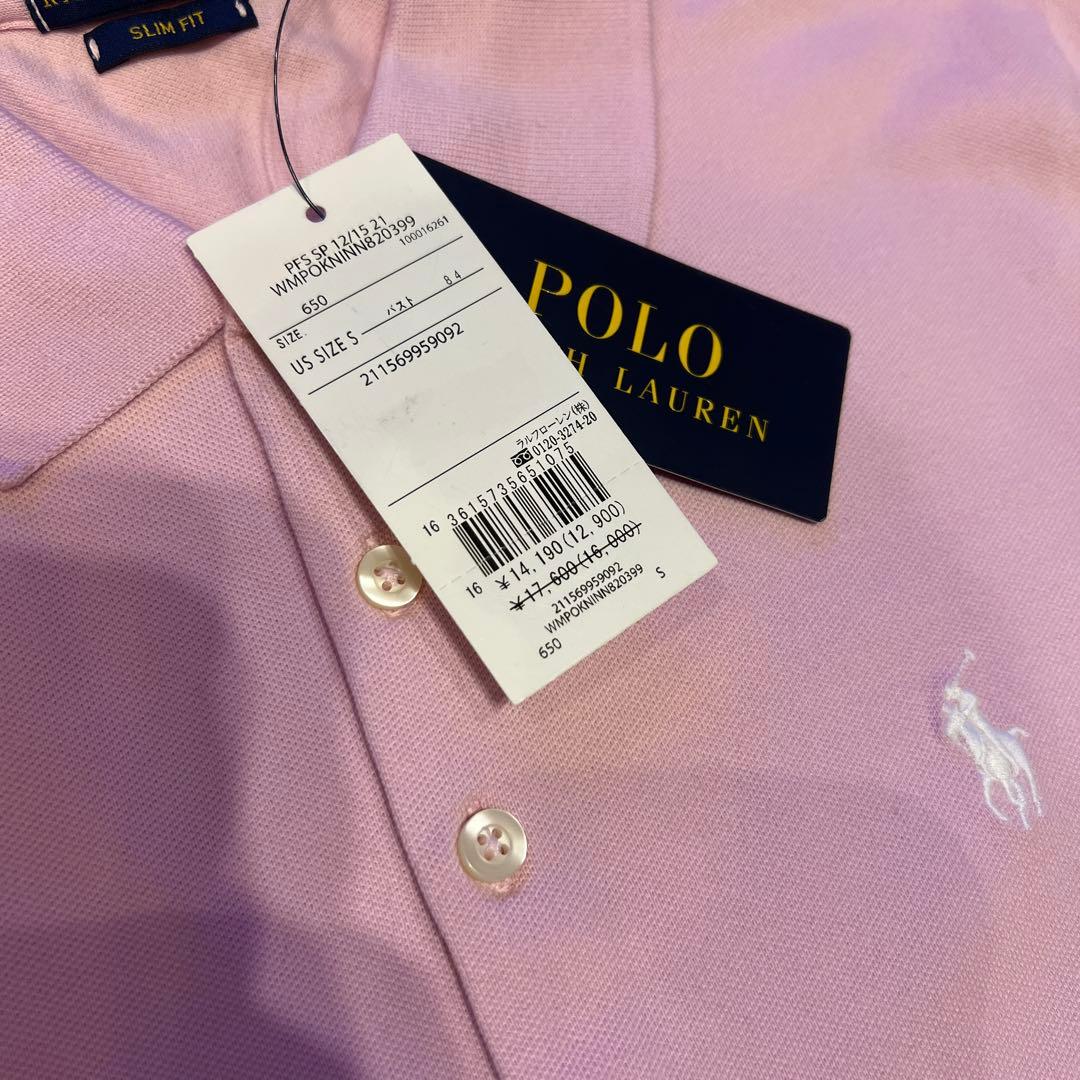 SLIM FIT
PFS SP 12/15 21
WMPOKNINN820399
100016261
650
SIZE.
US SIZE S バスト 84
211569959092
ラルフローレン(株)
0120-3274-20
16 3615735651075
16 ¥14,190(12,900)
¥17,600(16,000)
211569959092
WMPOKNINN820399 S
650
POLO
LAUREN